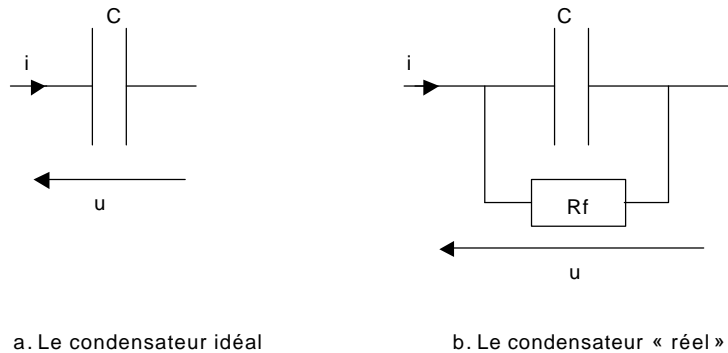 C
i
u
a. Le condensateur idéal
C
i
Rf
u
b. Le condensateur « réel »